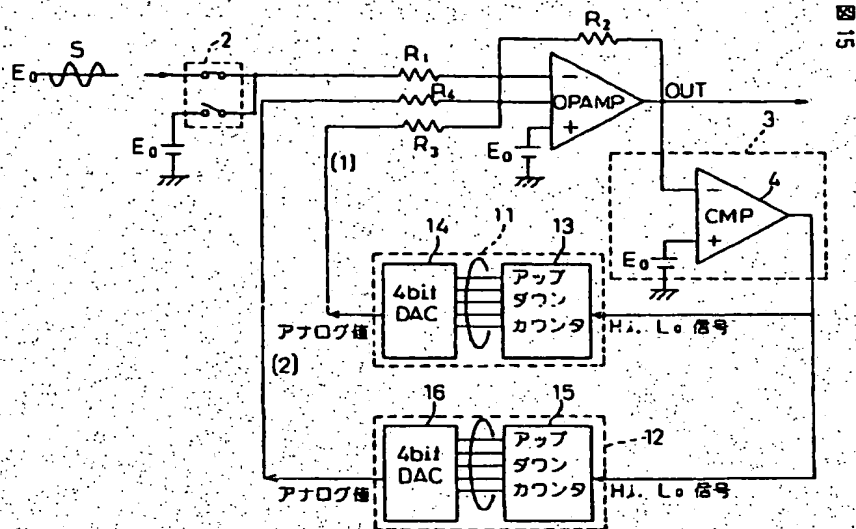 図 15
2
S
E₀
E₀
R₁
R₄
R₃
R₂
−
OPAMP
+
E₀
OUT
3
4
−
CMP
+
E₀
(1)
(2)
11
14
4bit
DAC
13
アップ
ダウン
カウンタ
アナログ値
Hi. Lo 信号
12
16
4bit
DAC
15
アップ
ダウン
カウンタ
アナログ値
Hi. Lo 信号